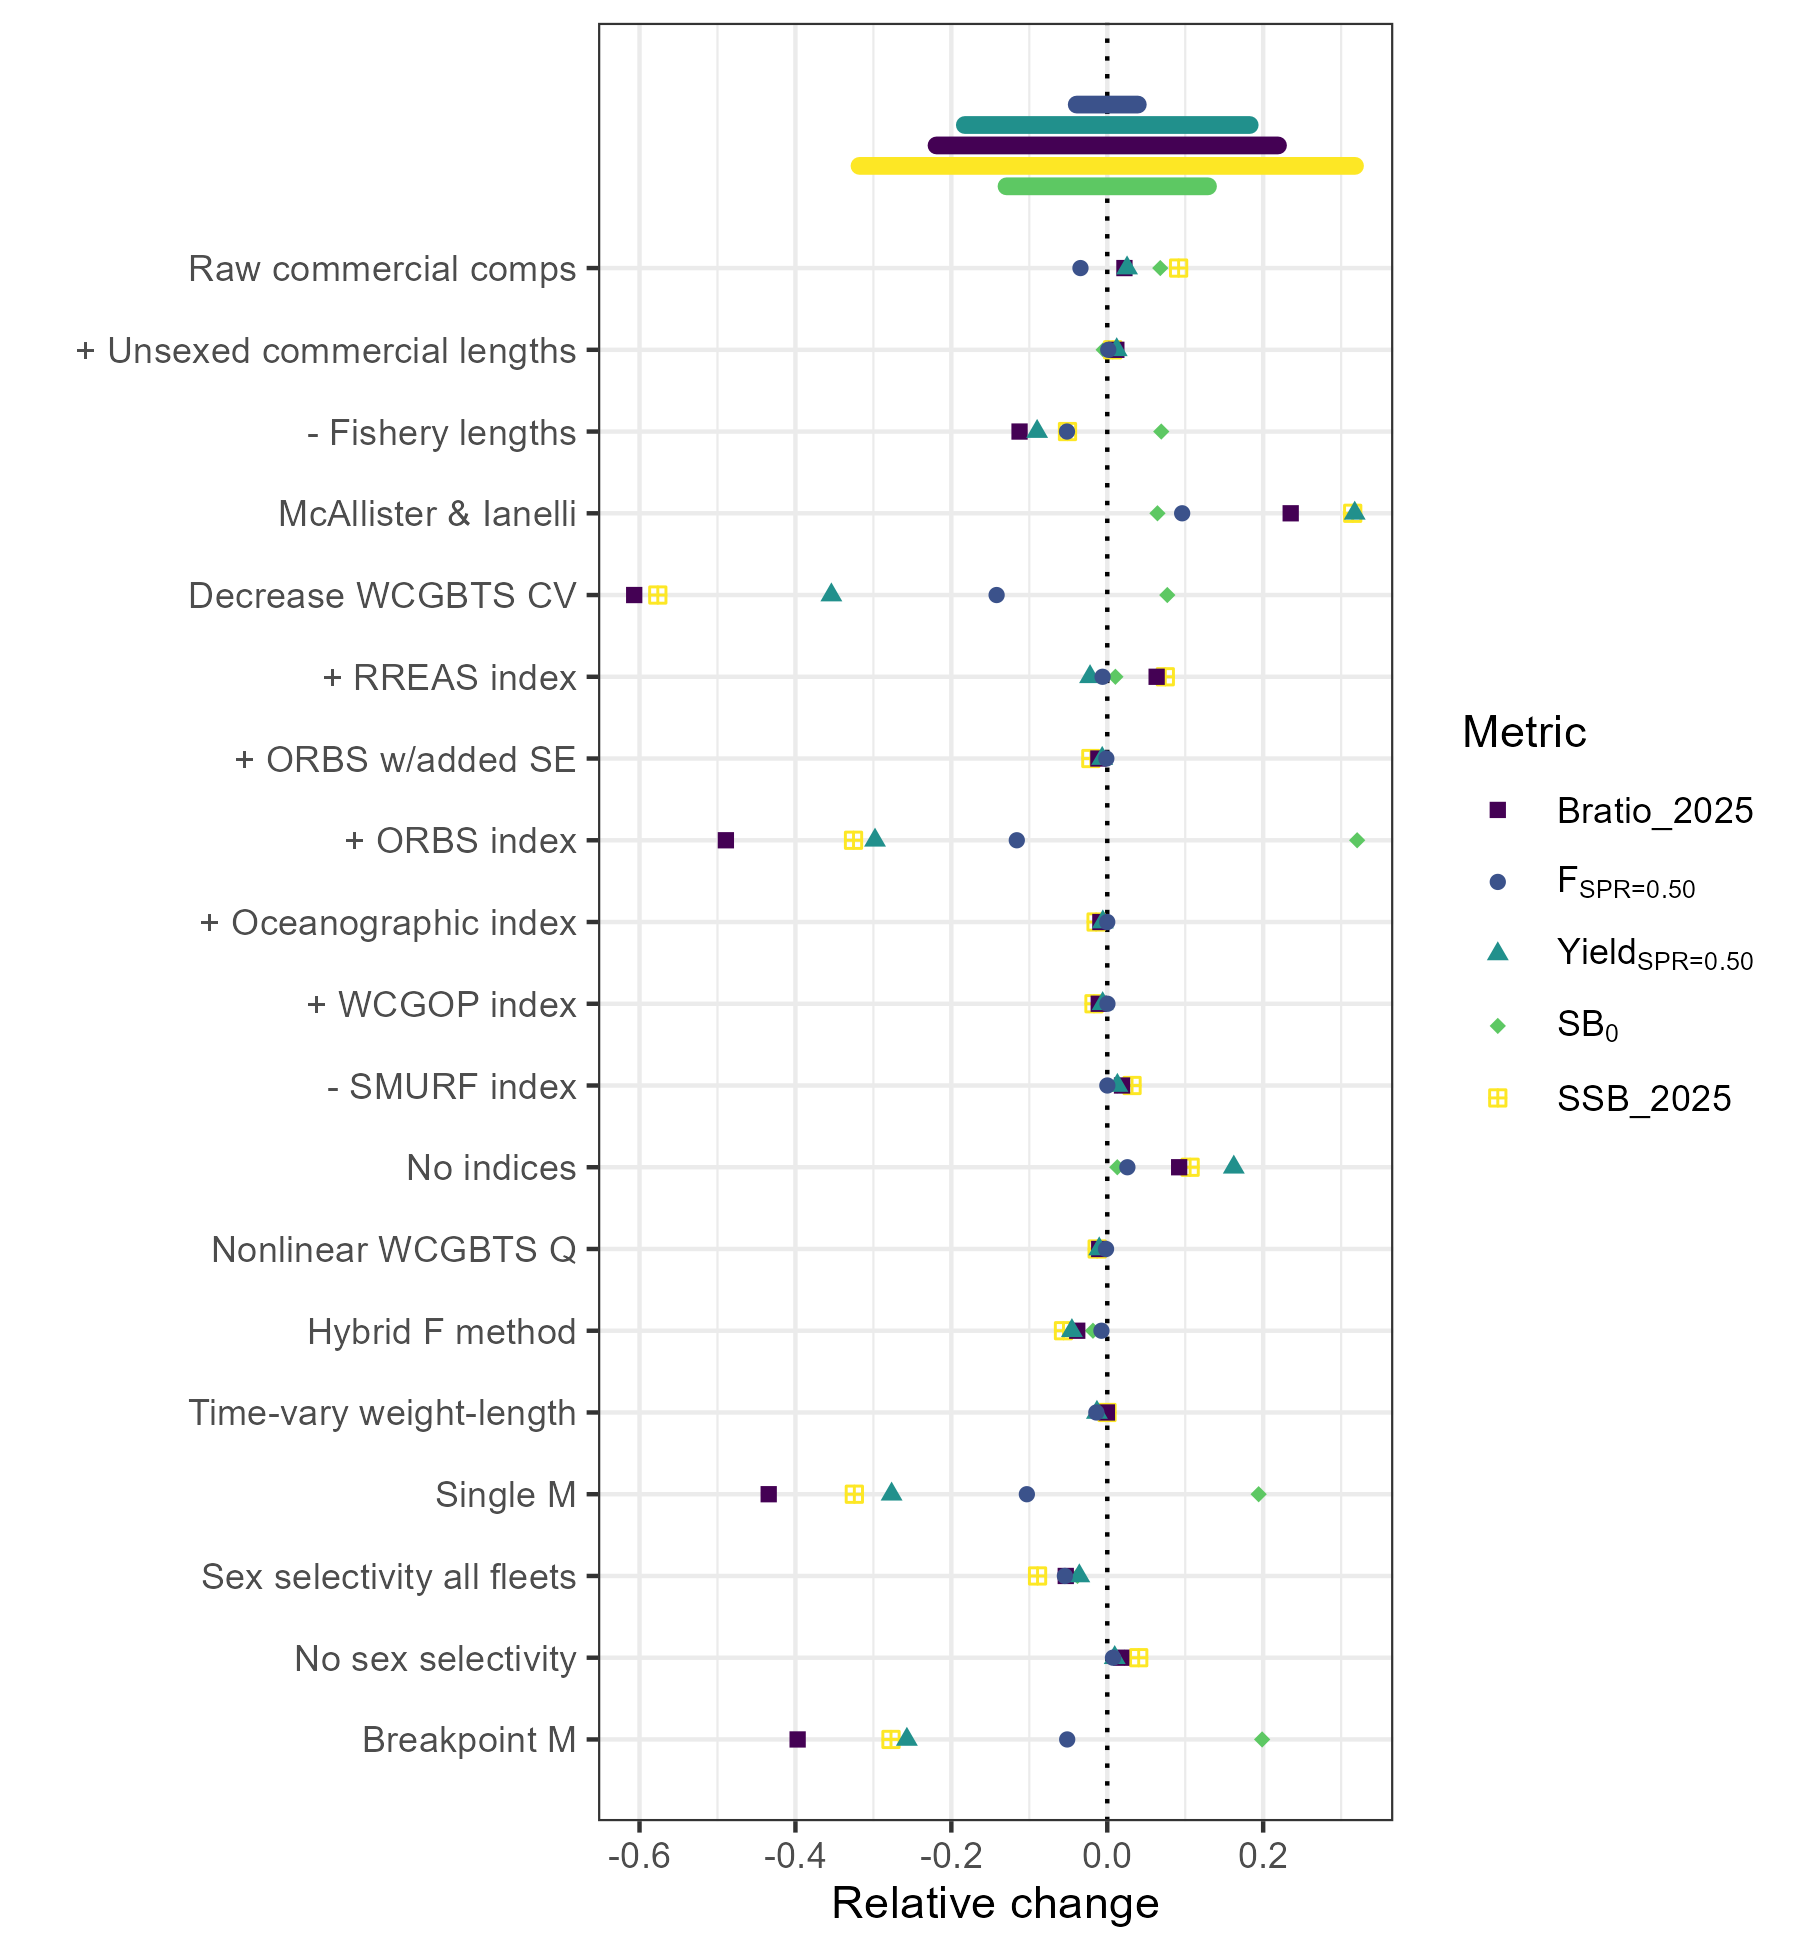 Raw commercial comps
+ Unsexed commercial lengths
- Fishery lengths
McAllister & Ianelli
Decrease WCGBTS CV
+ RREAS index
+ ORBS w/added SE
+ ORBS index
+ Oceanographic index
+ WCGOP index
- SMURF index
No indices
Nonlinear WCGBTS Q
Hybrid F method
Time-vary weight-length
Single M
Sex selectivity all fleets
No sex selectivity
Breakpoint M
-0.6 -0.4 -0.2 0.0 0.2
Relative change
Metric
Bratio_2025
FSPR=0.50
YieldSPR=0.50
SB0
SSB_2025